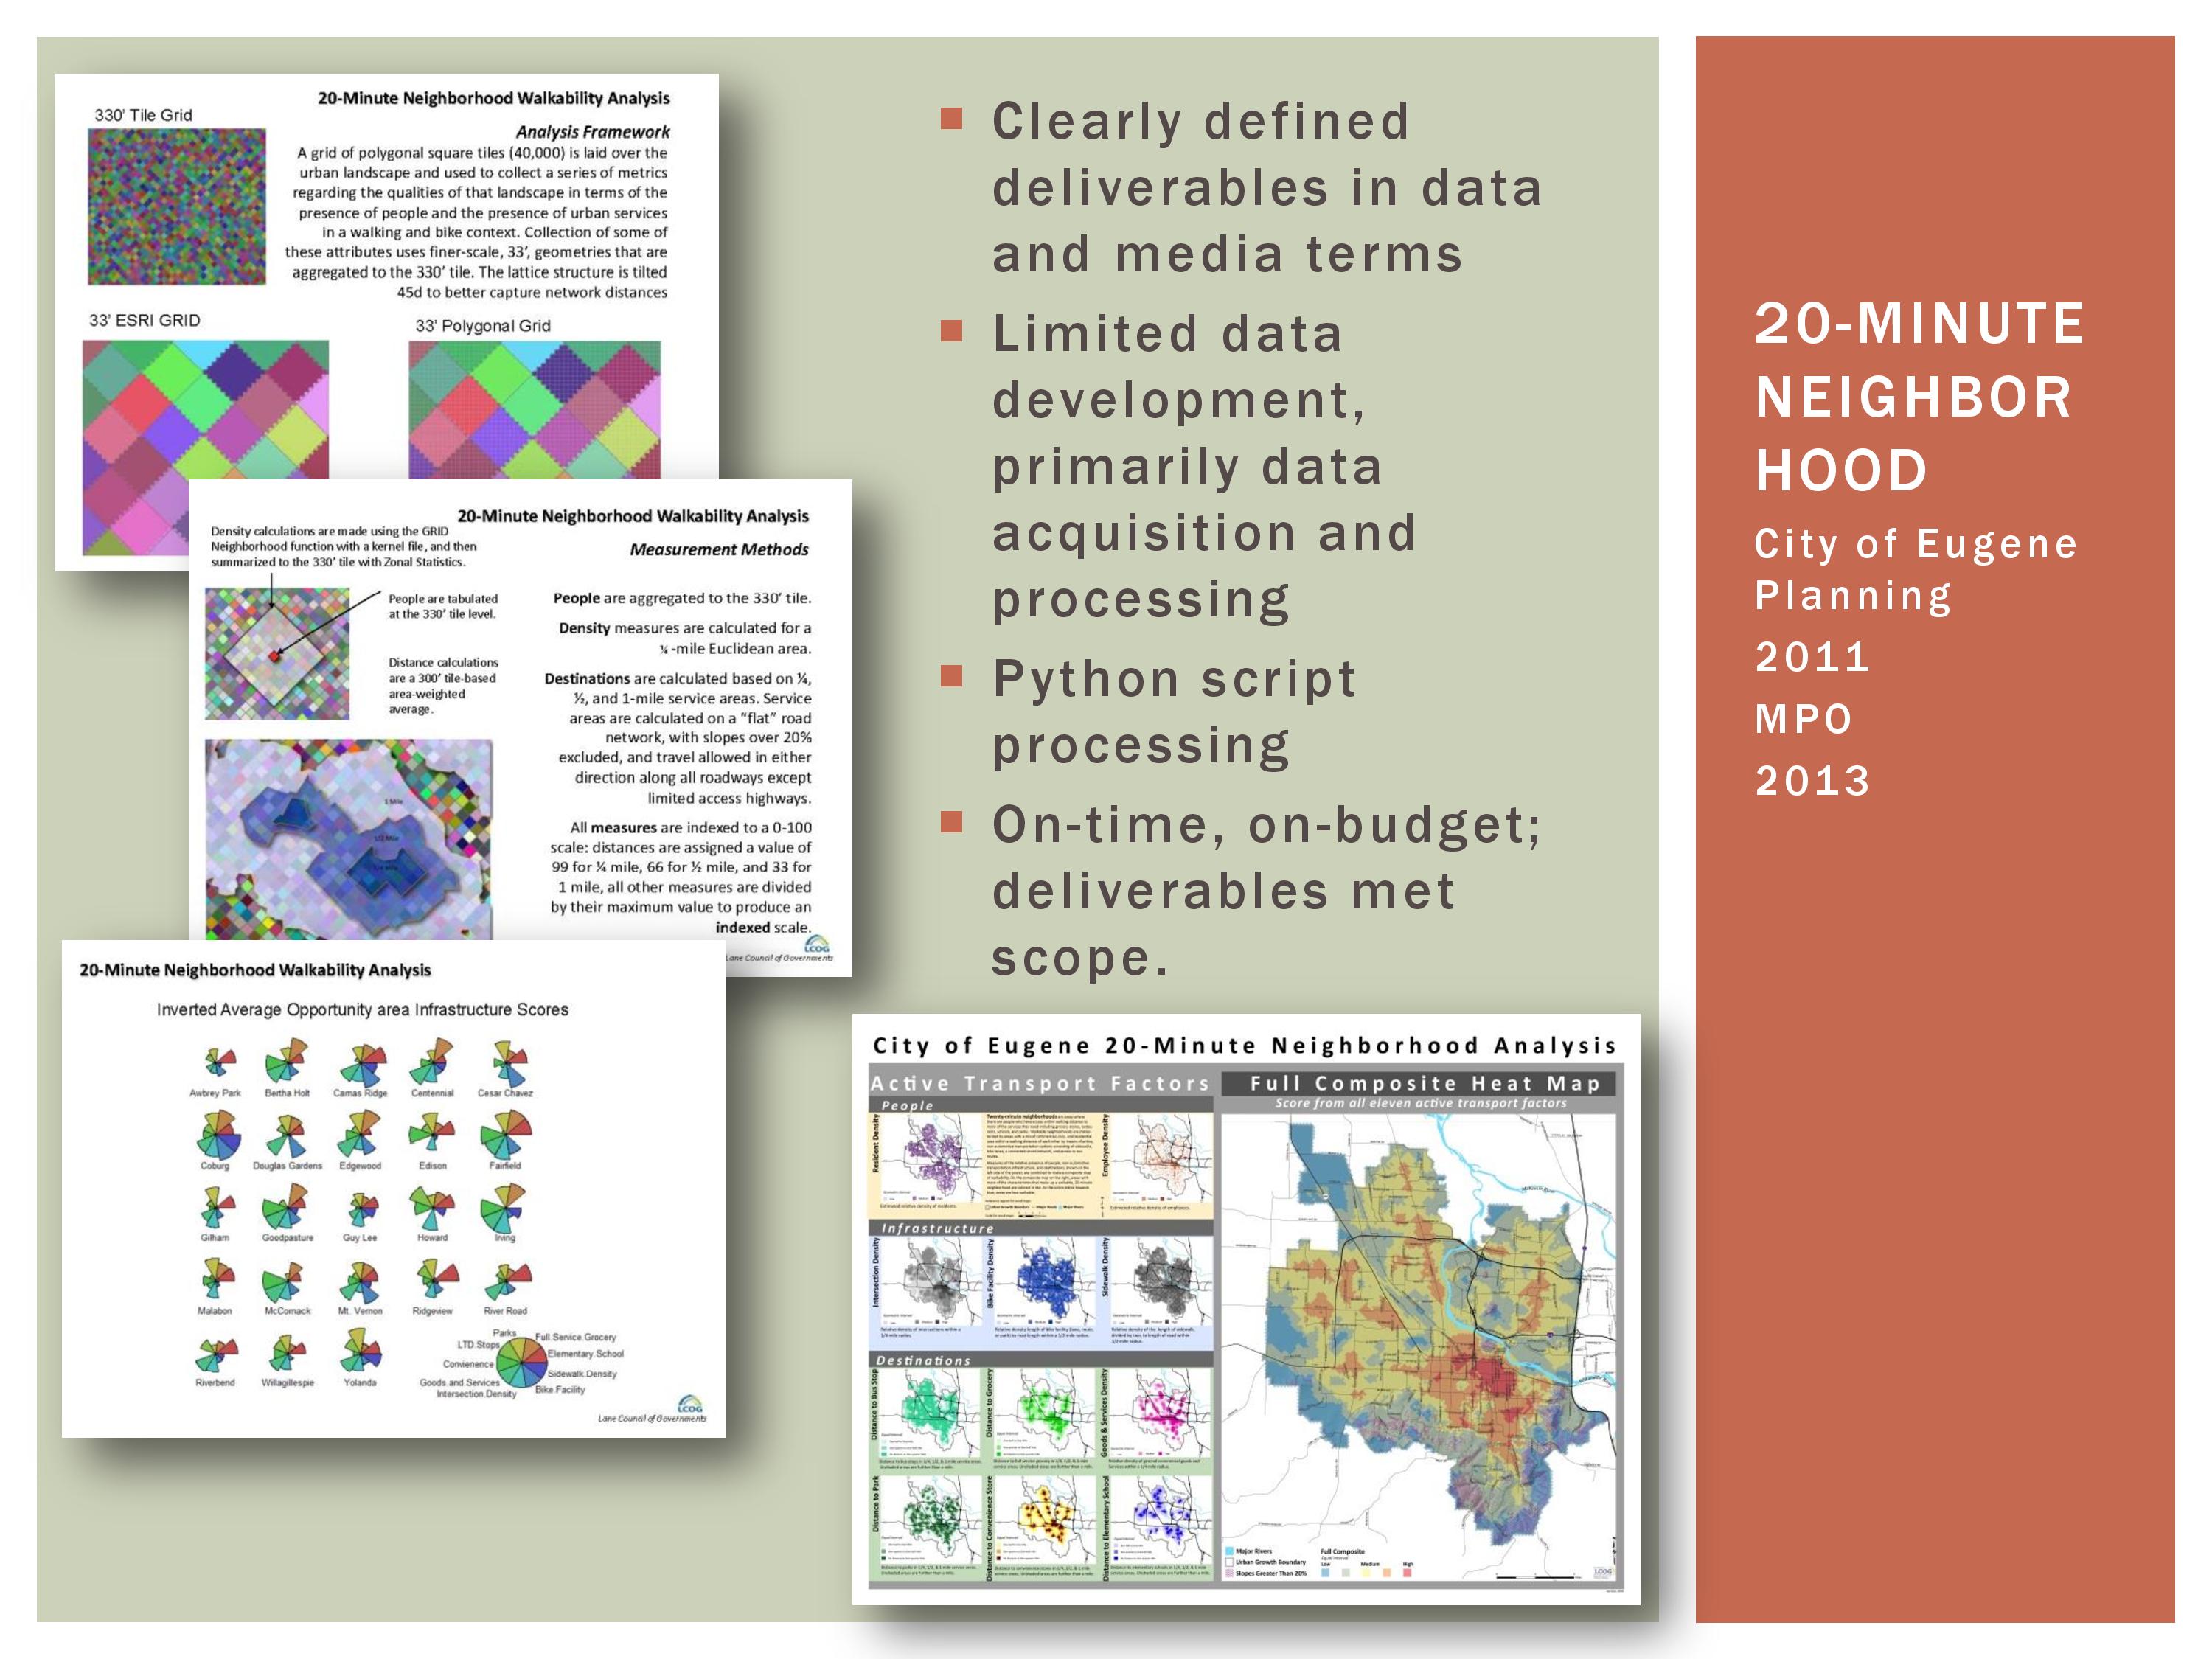 20-Minute Neighborhood Walkability Analysis
330' Tile Grid
Analysis Framework
A grid of polygonal square tiles (40,000) is laid over the
urban landscape and used to collect a series of metrics
regarding the qualities of that landscape in terms of the
presence of people and the presence of urban services
in a walking and bike context. Collection of some of
these attributes uses finer-scale, 33', geometries that are
aggregated to the 330' tile. The lattice structure is tilted
45d to better capture network distances
33' ESRI GRID
33' Polygonal Grid
20-Minute Neighborhood Walkability Analysis
Density calculations are made using the GRID
Neighborhood function with a kernel file, and then
summarized to the 330' tile with Zonal Statistics.
Measurement Methods
People are tabulated
at the 330' tile level.
Distance calculations
are a 300' tile-based
area-weighted
average.
People are aggregated to the 330' tile.
Density measures are calculated for a
¼ -mile Euclidean area.
Destinations are calculated based on ¼,
½, and 1-mile service areas. Service
areas are calculated on a "flat" road
network, with slopes over 20%
excluded, and travel allowed in either
direction along all roadways except
limited access highways.
All measures are indexed to a 0-100
scale: distances are assigned a value of
99 for ¼ mile, 66 for ½ mile, and 33 for
1 mile, all other measures are divided
by their maximum value to produce an
indexed scale.
1 Mile
1/2 Mile
LCOG
Lane Council of Governments
20-Minute Neighborhood Walkability Analysis
Inverted Average Opportunity area Infrastructure Scores
Awbrey Park
Bertha Holt
Camas Ridge
Centennial
Cesar Chavez
Coburg
Douglas Gardens
Edgewood
Edison
Fairfield
Gilham
Goodpasture
Guy Lee
Howard
Irving
Malabon
McCornack
Mt. Vernon
Ridgeview
River Road
Riverbend
Willagillespie
Yolanda
Parks
Full.Service.Grocery
LTD.Stops
Elementary.School
Convienence
Sidewalk.Density
Goods.and.Services
Bike.Facility
Intersection.Density
LCOG
Lane Council of Governments
Clearly defined
deliverables in data
and media terms
Limited data
development,
primarily data
acquisition and
processing
Python script
processing
On-time, on-budget;
deliverables met
scope.
City of Eugene 20-Minute Neighborhood Analysis
Active Transport Factors
Full Composite Heat Map
Score from all eleven active transport factors
People
Resident Density
Employee Density
Estimated relative density of residents.
Estimated relative density of employees.
Infrastructure
Intersection Density
Bike Facility Density
Sidewalk Density
Destinations
Distance to Bus Stop
Distance to Grocery
Goods & Services Density
Distance to Park
Distance to Convenience Store
Distance to Elementary School
Major Rivers
Urban Growth Boundary
Slopes Greater Than 20%
Full Composite
Low
Medium
High
LCOG
20-MINUTE
NEIGHBOR
HOOD
City of Eugene
Planning
2011
MPO
2013